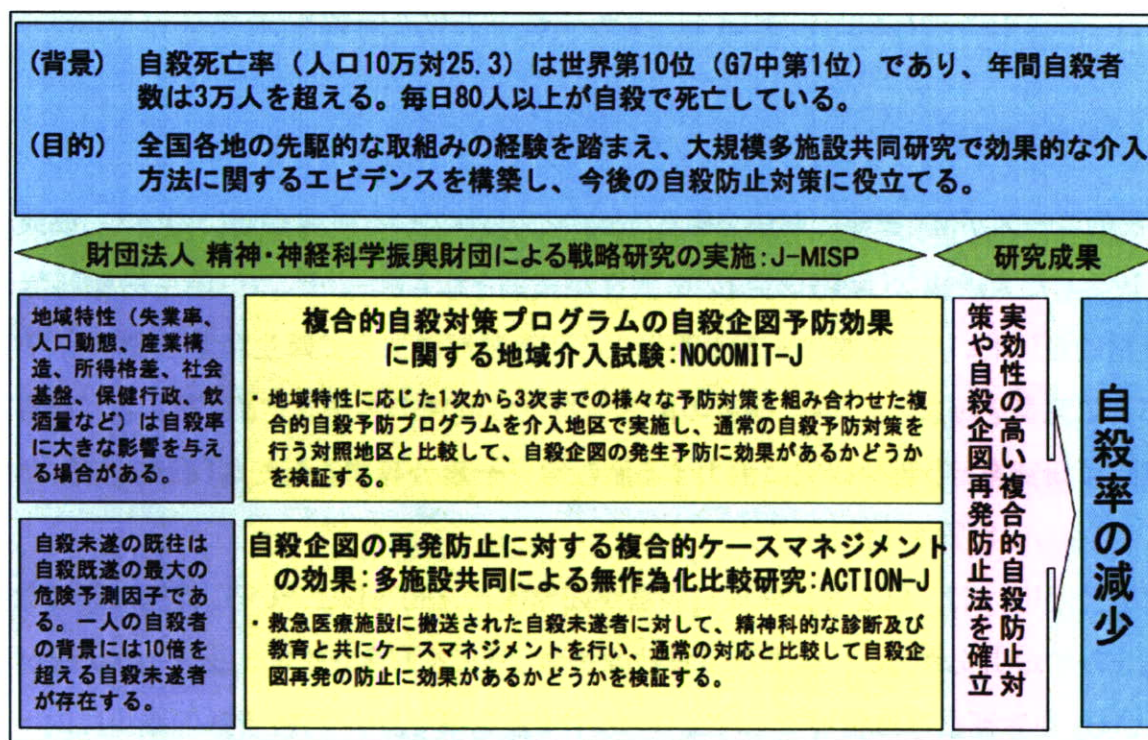 (背景) 自殺死亡率（人口10万対25.3）は世界第10位（G7中第1位）であり、年間自殺者
数は3万人を超える。毎日80人以上が自殺で死亡している。
(目的) 全国各地の先駆的な取組みの経験を踏まえ、大規模多施設共同研究で効果的な介入
方法に関するエビデンスを構築し、今後の自殺防止対策に役立てる。
財団法人 精神・神経科学振興財団による戦略研究の実施：J-MISP
研究成果
地域特性（失業率、
人口動態、産業構
造、所得格差、社会
基盤、保健行政、飲
酒量など）は自殺率
に大きな影響を与え
る場合がある。
複合的自殺対策プログラムの自殺企図予防効果
に関する地域介入試験：NOCOMIT-J
・地域特性に応じた1次から3次までの様々な予防対策を組み合わせた複
合的自殺予防プログラムを介入地区で実施し、通常の自殺予防対策を
行う対照地区と比較して、自殺企図の発生予防に効果があるかどうか
を検証する。
自殺未遂の既往は
自殺既遂の最大の
危険予測因子であ
る。一人の自殺者
の背景には10倍を
超える自殺未遂者
が存在する。
自殺企図の再発防止に対する複合的ケースマネジメント
の効果：多施設共同による無作為化比較研究：ACTION-J
・救急医療施設に搬送された自殺未遂者に対して、精神科的な診断及び
教育と共にケースマネジメントを行い、通常の対応と比較して自殺企
図再発の防止に効果があるかどうかを検証する。
実効性の高い複合的自殺防止対
策や自殺企図再発防止法を確立
自殺率の減少